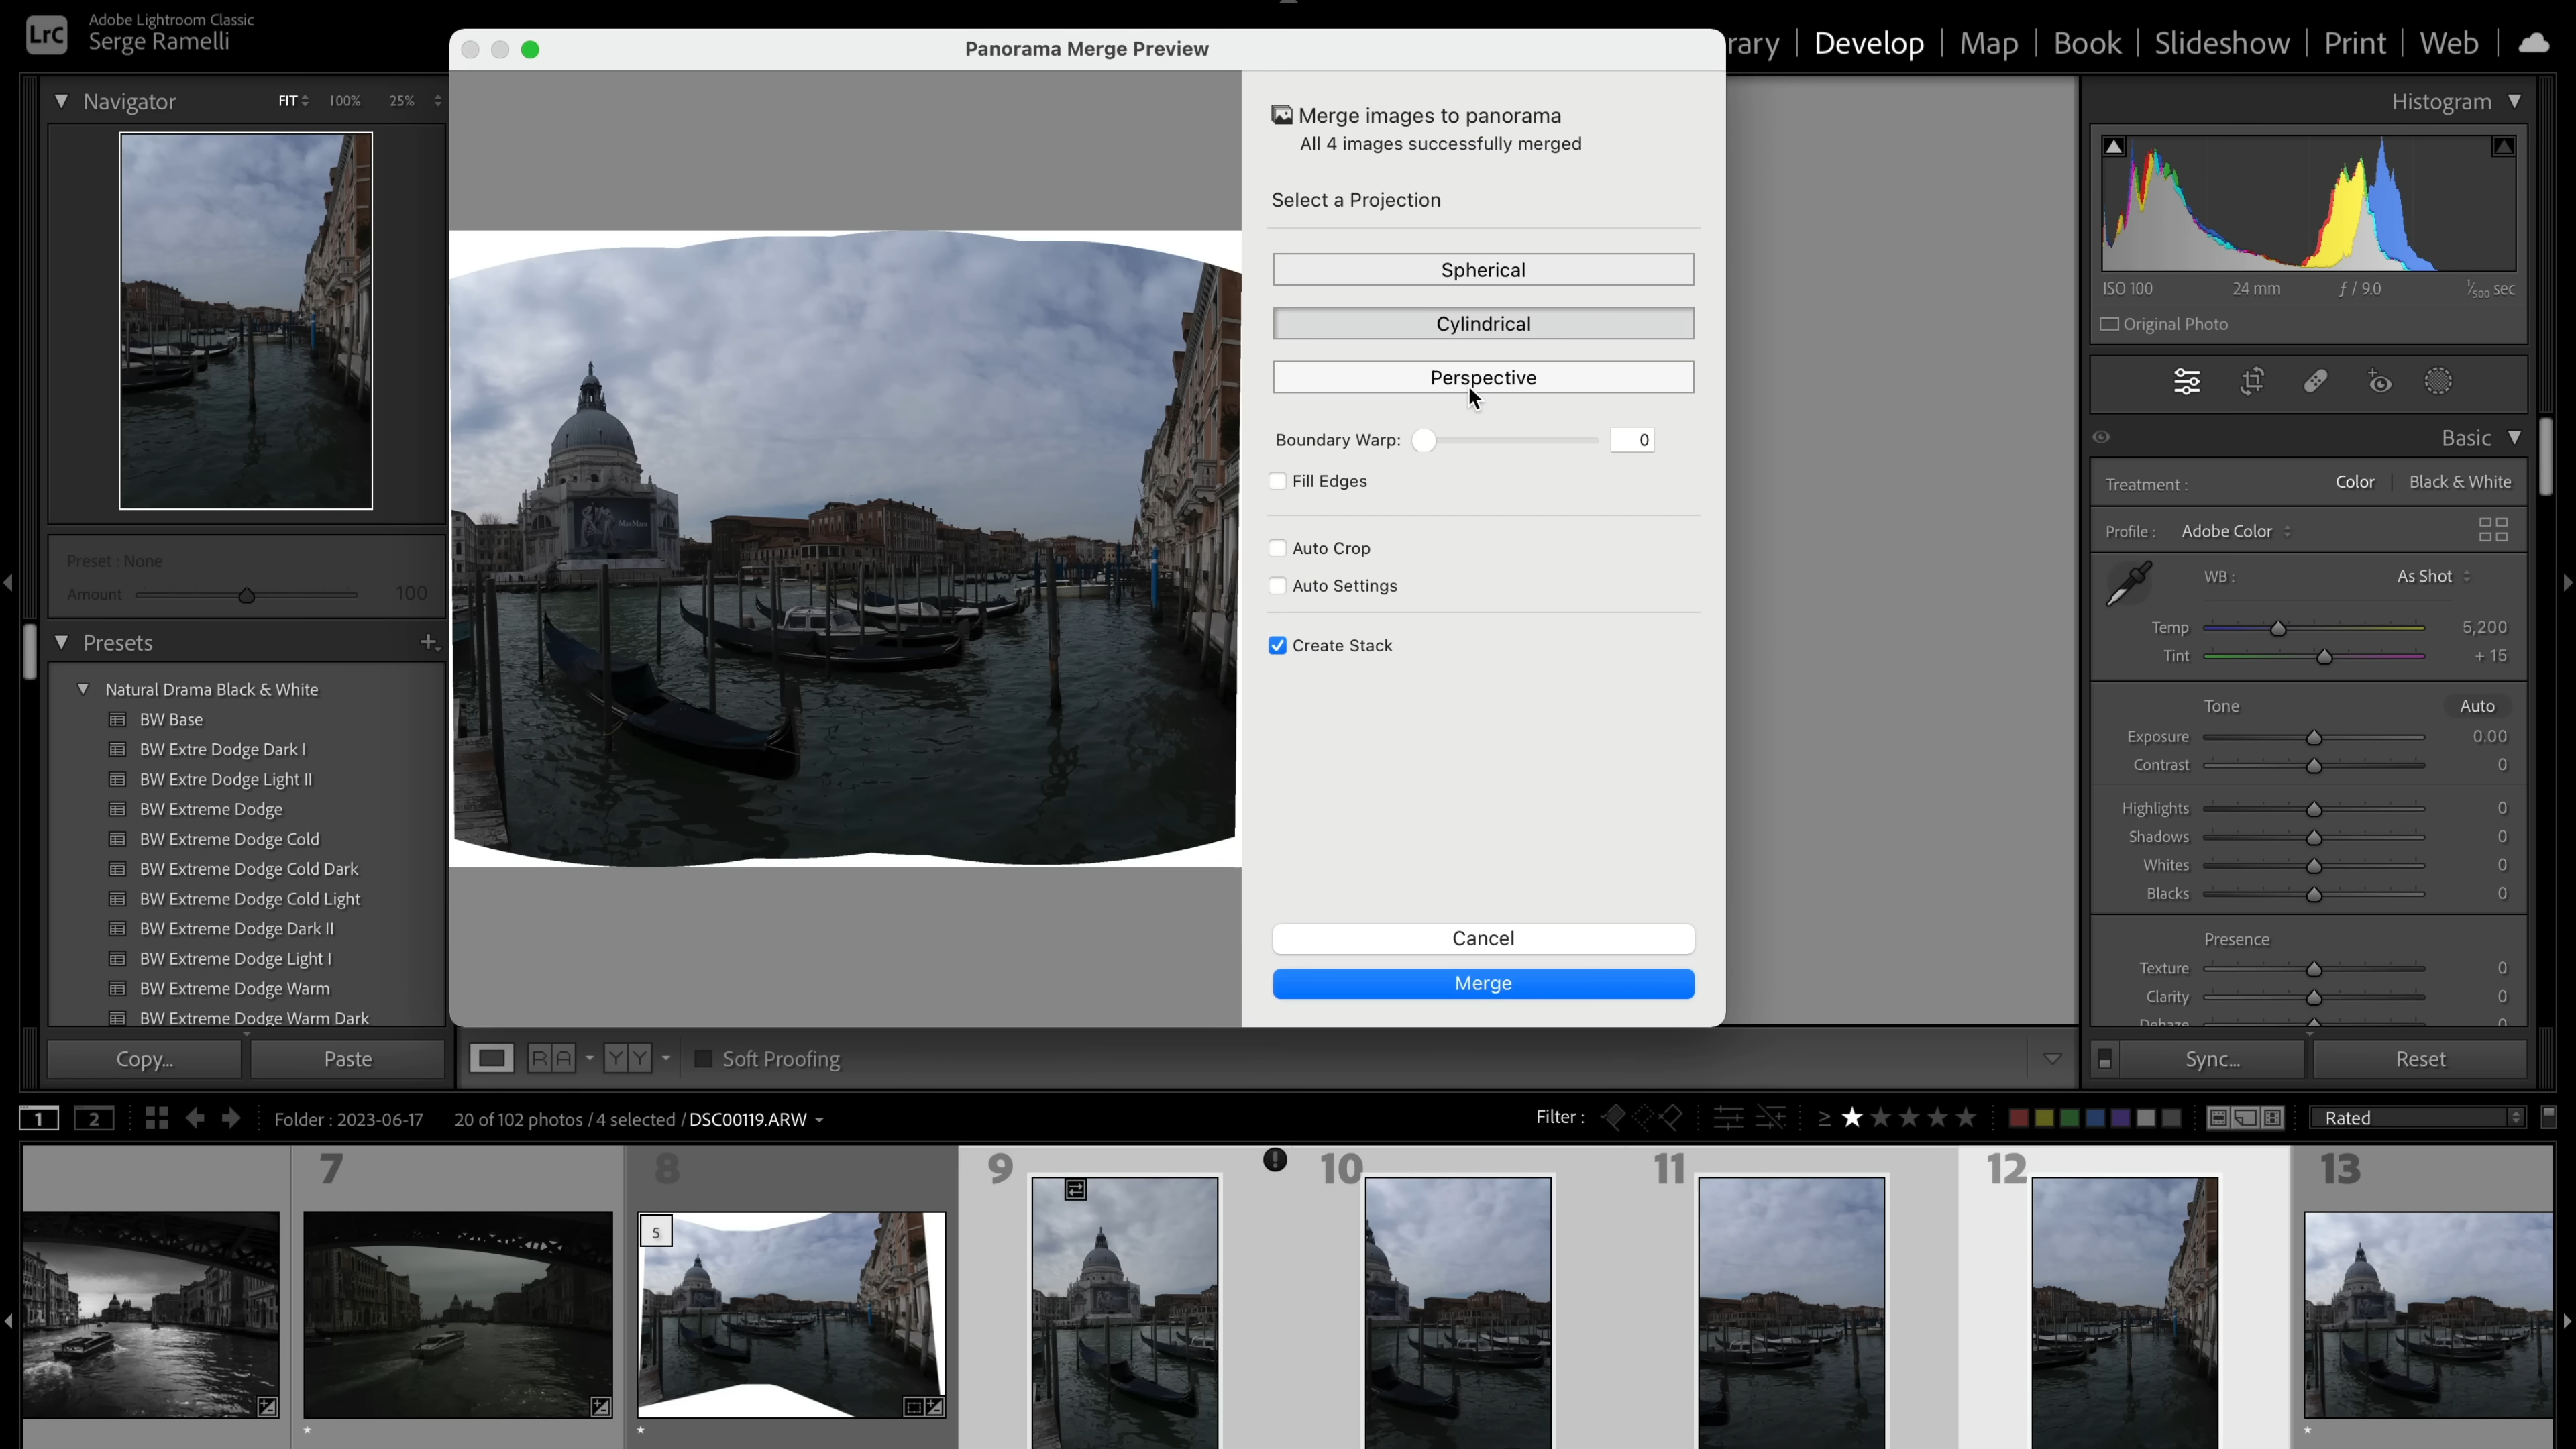 LrC
Adobe Lightroom Classic
Serge Ramelli
Panorama Merge Preview
rary | Develop | Map | Book | Slideshow | Print | Web
Navigator FIT 100% 25%
Preset : None
Amount 100
Presets
Natural Drama Black & White
BW Base
BW Extre Dodge Dark I
BW Extre Dodge Light II
BW Extreme Dodge
BW Extreme Dodge Cold
BW Extreme Dodge Cold Dark
BW Extreme Dodge Cold Light
BW Extreme Dodge Dark II
BW Extreme Dodge Light I
BW Extreme Dodge Warm
BW Extreme Dodge Warm Dark
Copy... Paste
MaxMara
Merge images to panorama
All 4 images successfully merged
Select a Projection
Spherical
Cylindrical
Perspective
Boundary Warp: 0
Fill Edges
Auto Crop
Auto Settings
Create Stack
Cancel
Merge
Histogram
ISO 100 24 mm ƒ / 9.0 1/500 sec
Original Photo
Basic
Treatment : Color | Black & White
Profile : Adobe Color
WB : As Shot
Temp 5,200
Tint + 15
Tone Auto
Exposure 0.00
Contrast 0
Highlights 0
Shadows 0
Whites 0
Blacks 0
Presence
Texture 0
Clarity 0
Dehaze 0
R A Y Y Soft Proofing
Sync... Reset
1 2 Folder : 2023-06-17 20 of 102 photos / 4 selected / DSC00119.ARW
Filter : ≥ Rated
7 8 9 10 11 12 13
5